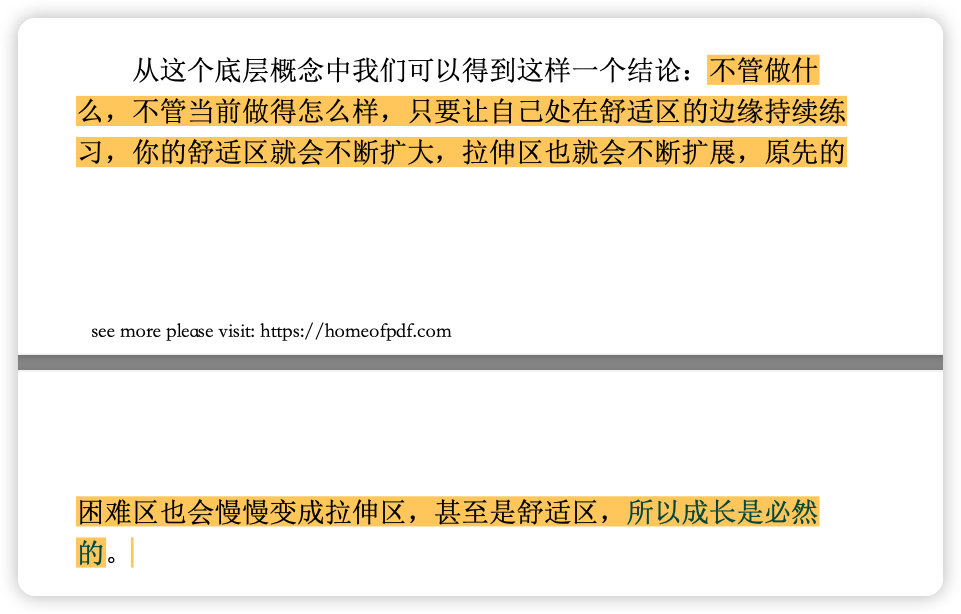 从这个底层概念中我们可以得到这样一个结论：不管做什
么，不管当前做得怎么样，只要让自己处在舒适区的边缘持续练
习，你的舒适区就会不断扩大，拉伸区也就会不断扩展，原先的
see more please visit: https://homeofpdf.com
困难区也会慢慢变成拉伸区，甚至是舒适区，所以成长是必然
的。